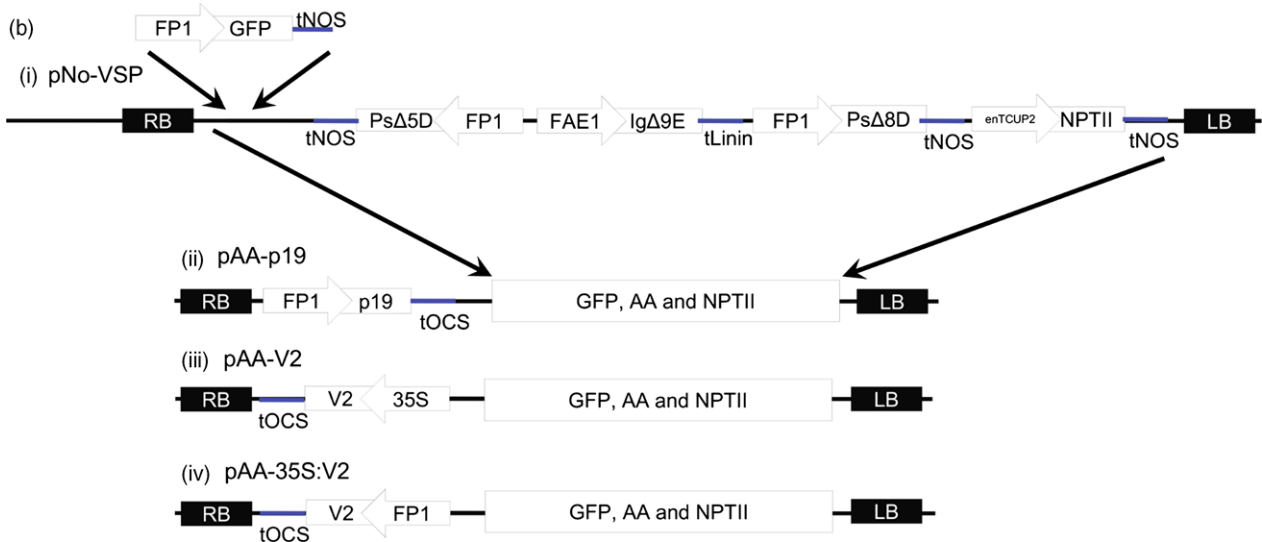 (b)
FP1 GFP tNOS
(i) pNo-VSP
RB tNOS PsΔ5D FP1 FAE1 IgΔ9E tLinin FP1 PsΔ8D tNOS enTCUP2 NPTII tNOS LB
(ii) pAA-p19
RB FP1 p19 tOCS GFP, AA and NPTII LB
(iii) pAA-V2
RB tOCS V2 35S GFP, AA and NPTII LB
(iv) pAA-35S:V2
RB tOCS V2 FP1 GFP, AA and NPTII LB